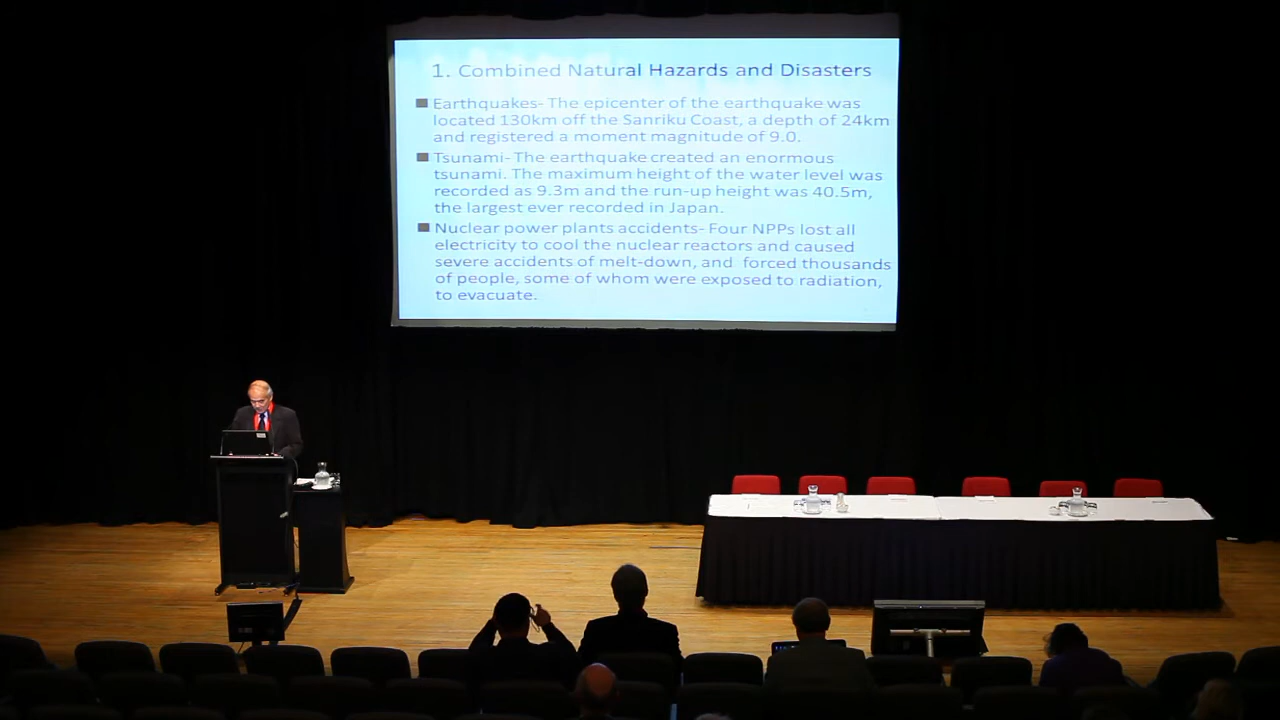 1. Combined Natural Hazards and Disasters
Earthquakes- The epicenter of the earthquake was
located 130km off the Sanriku Coast, a depth of 24km
and registered a moment magnitude of 9.0.
Tsunami- The earthquake created an enormous
tsunami. The maximum height of the water level was
recorded as 9.3m and the run-up height was 40.5m,
the largest ever recorded in Japan.
Nuclear power plants accidents- Four NPPs lost all
electricity to cool the nuclear reactors and caused
severe accidents of melt-down, and forced thousands
of people, some of whom were exposed to radiation,
to evacuate.